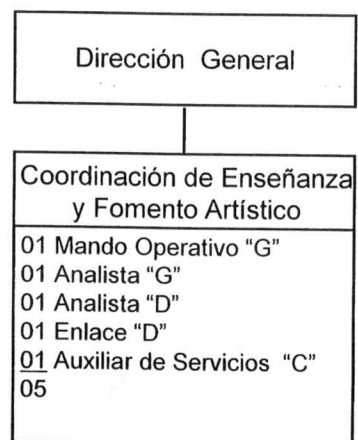 Dirección General
Coordinación de Enseñanza
y Fomento Artístico
01 Mando Operativo “G”
01 Analista “G”
01 Analista “D”
01 Enlace “D”
01 Auxiliar de Servicios “C”
05